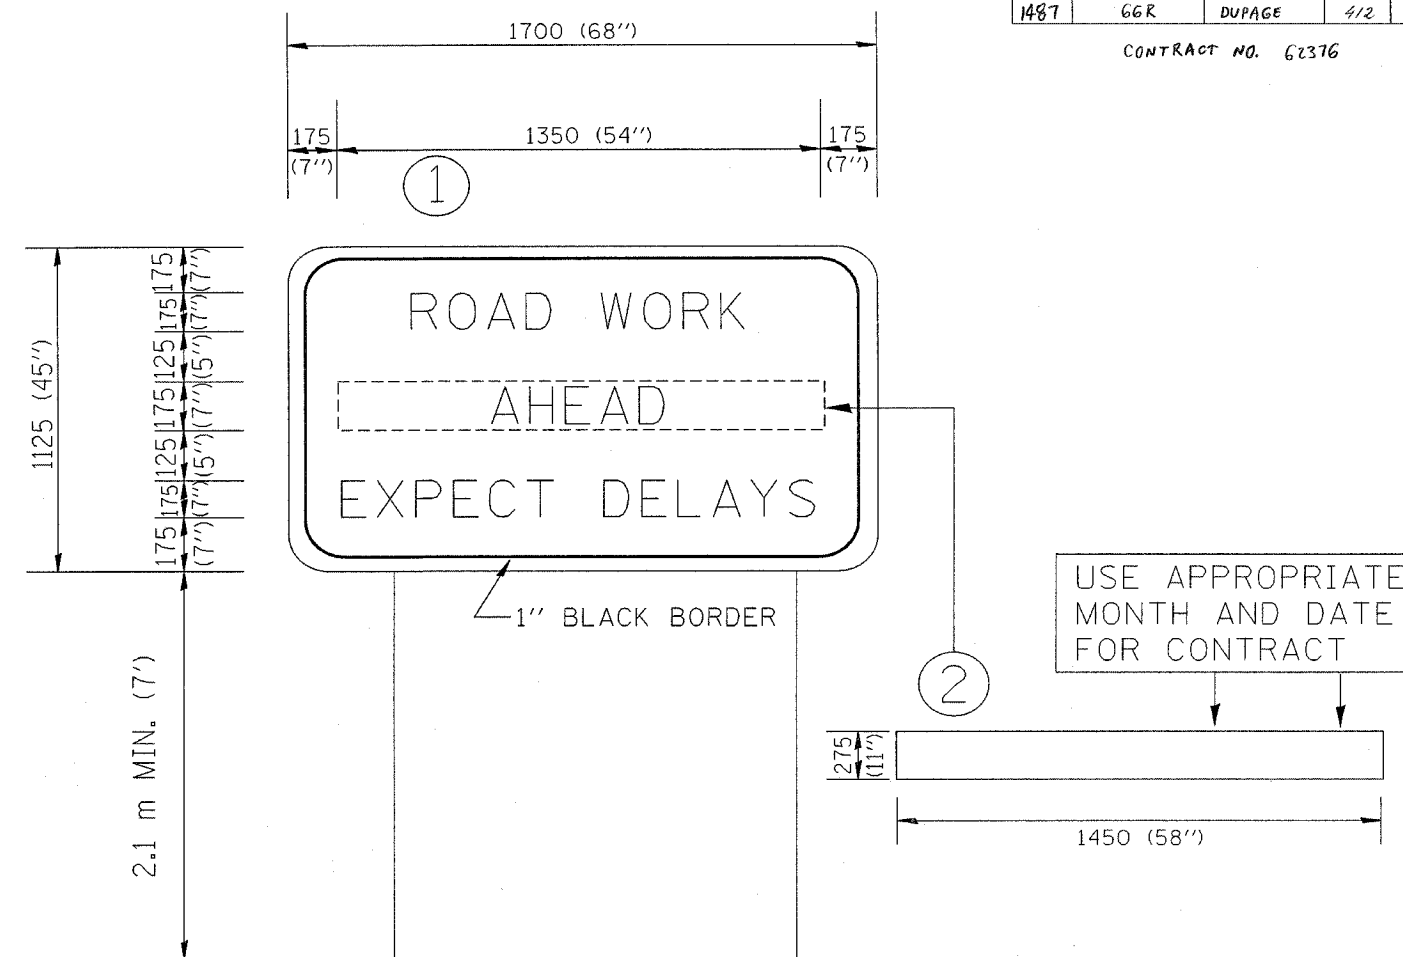 1487 66R DUPAGE 412
CONTRACT NO. 62376
1700 (68'')
175 (7'')
1350 (54'')
175 (7'')
1
1125 (45'')
175 (7'')
175 (7'')
125 (5'')
175 (7'')
125 (5'')
175 (7'')
175 (7'')
ROAD WORK
AHEAD
EXPECT DELAYS
1'' BLACK BORDER
2.1 m MIN. (7')
2
USE APPROPRIATE
MONTH AND DATE
FOR CONTRACT
275 (11'')
1450 (58'')